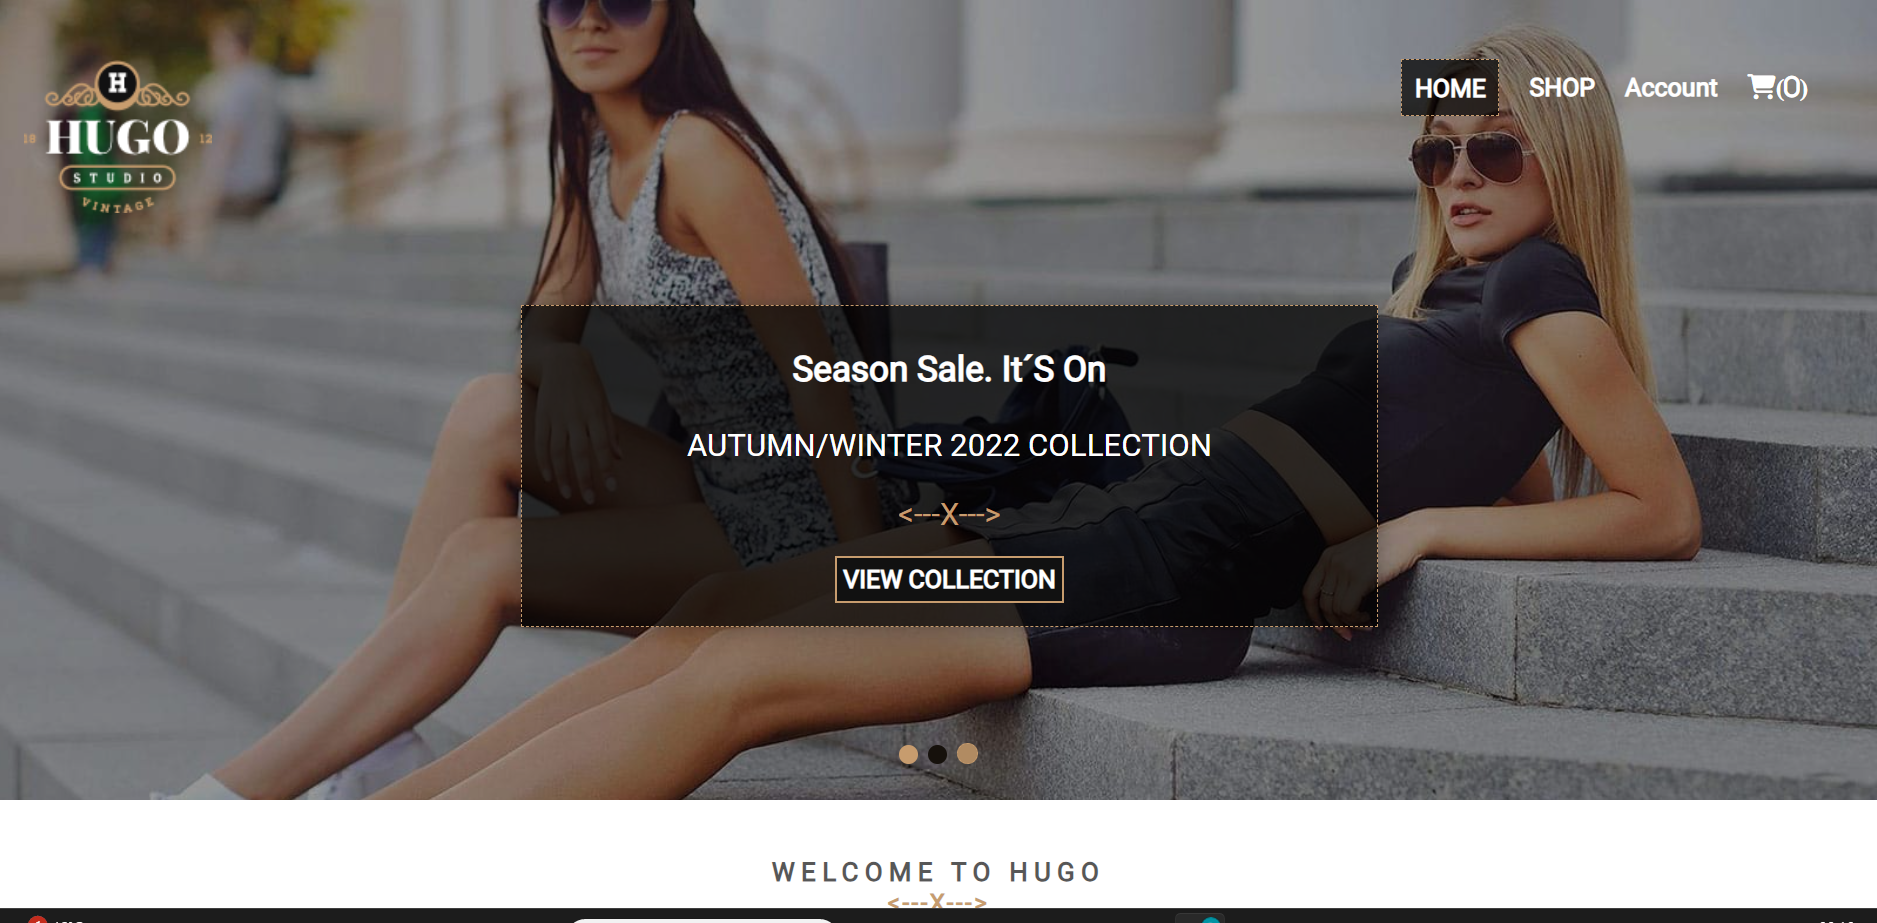 H
18 HUGO 12
STUDIO
VINTAGE
HOME SHOP Account (0)
Season Sale. It´S On
AUTUMN/WINTER 2022 COLLECTION
<---X--->
VIEW COLLECTION
WELCOME TO HUGO
<---X--->